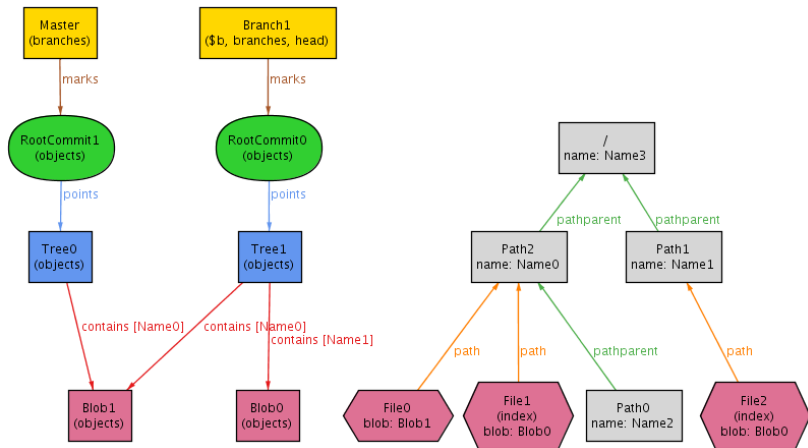 Master
(branches)
Branch1
($b, branches, head)
marks
marks
RootCommit1
(objects)
RootCommit0
(objects)
/
name: Name3
points
points
pathparent
pathparent
Tree0
(objects)
Tree1
(objects)
Path2
name: Name0
Path1
name: Name1
contains [Name0]
contains [Name0]
contains [Name1]
path
path
pathparent
path
Blob1
(objects)
Blob0
(objects)
File0
blob: Blob1
File1
(index)
blob: Blob0
Path0
name: Name2
File2
(index)
blob: Blob0